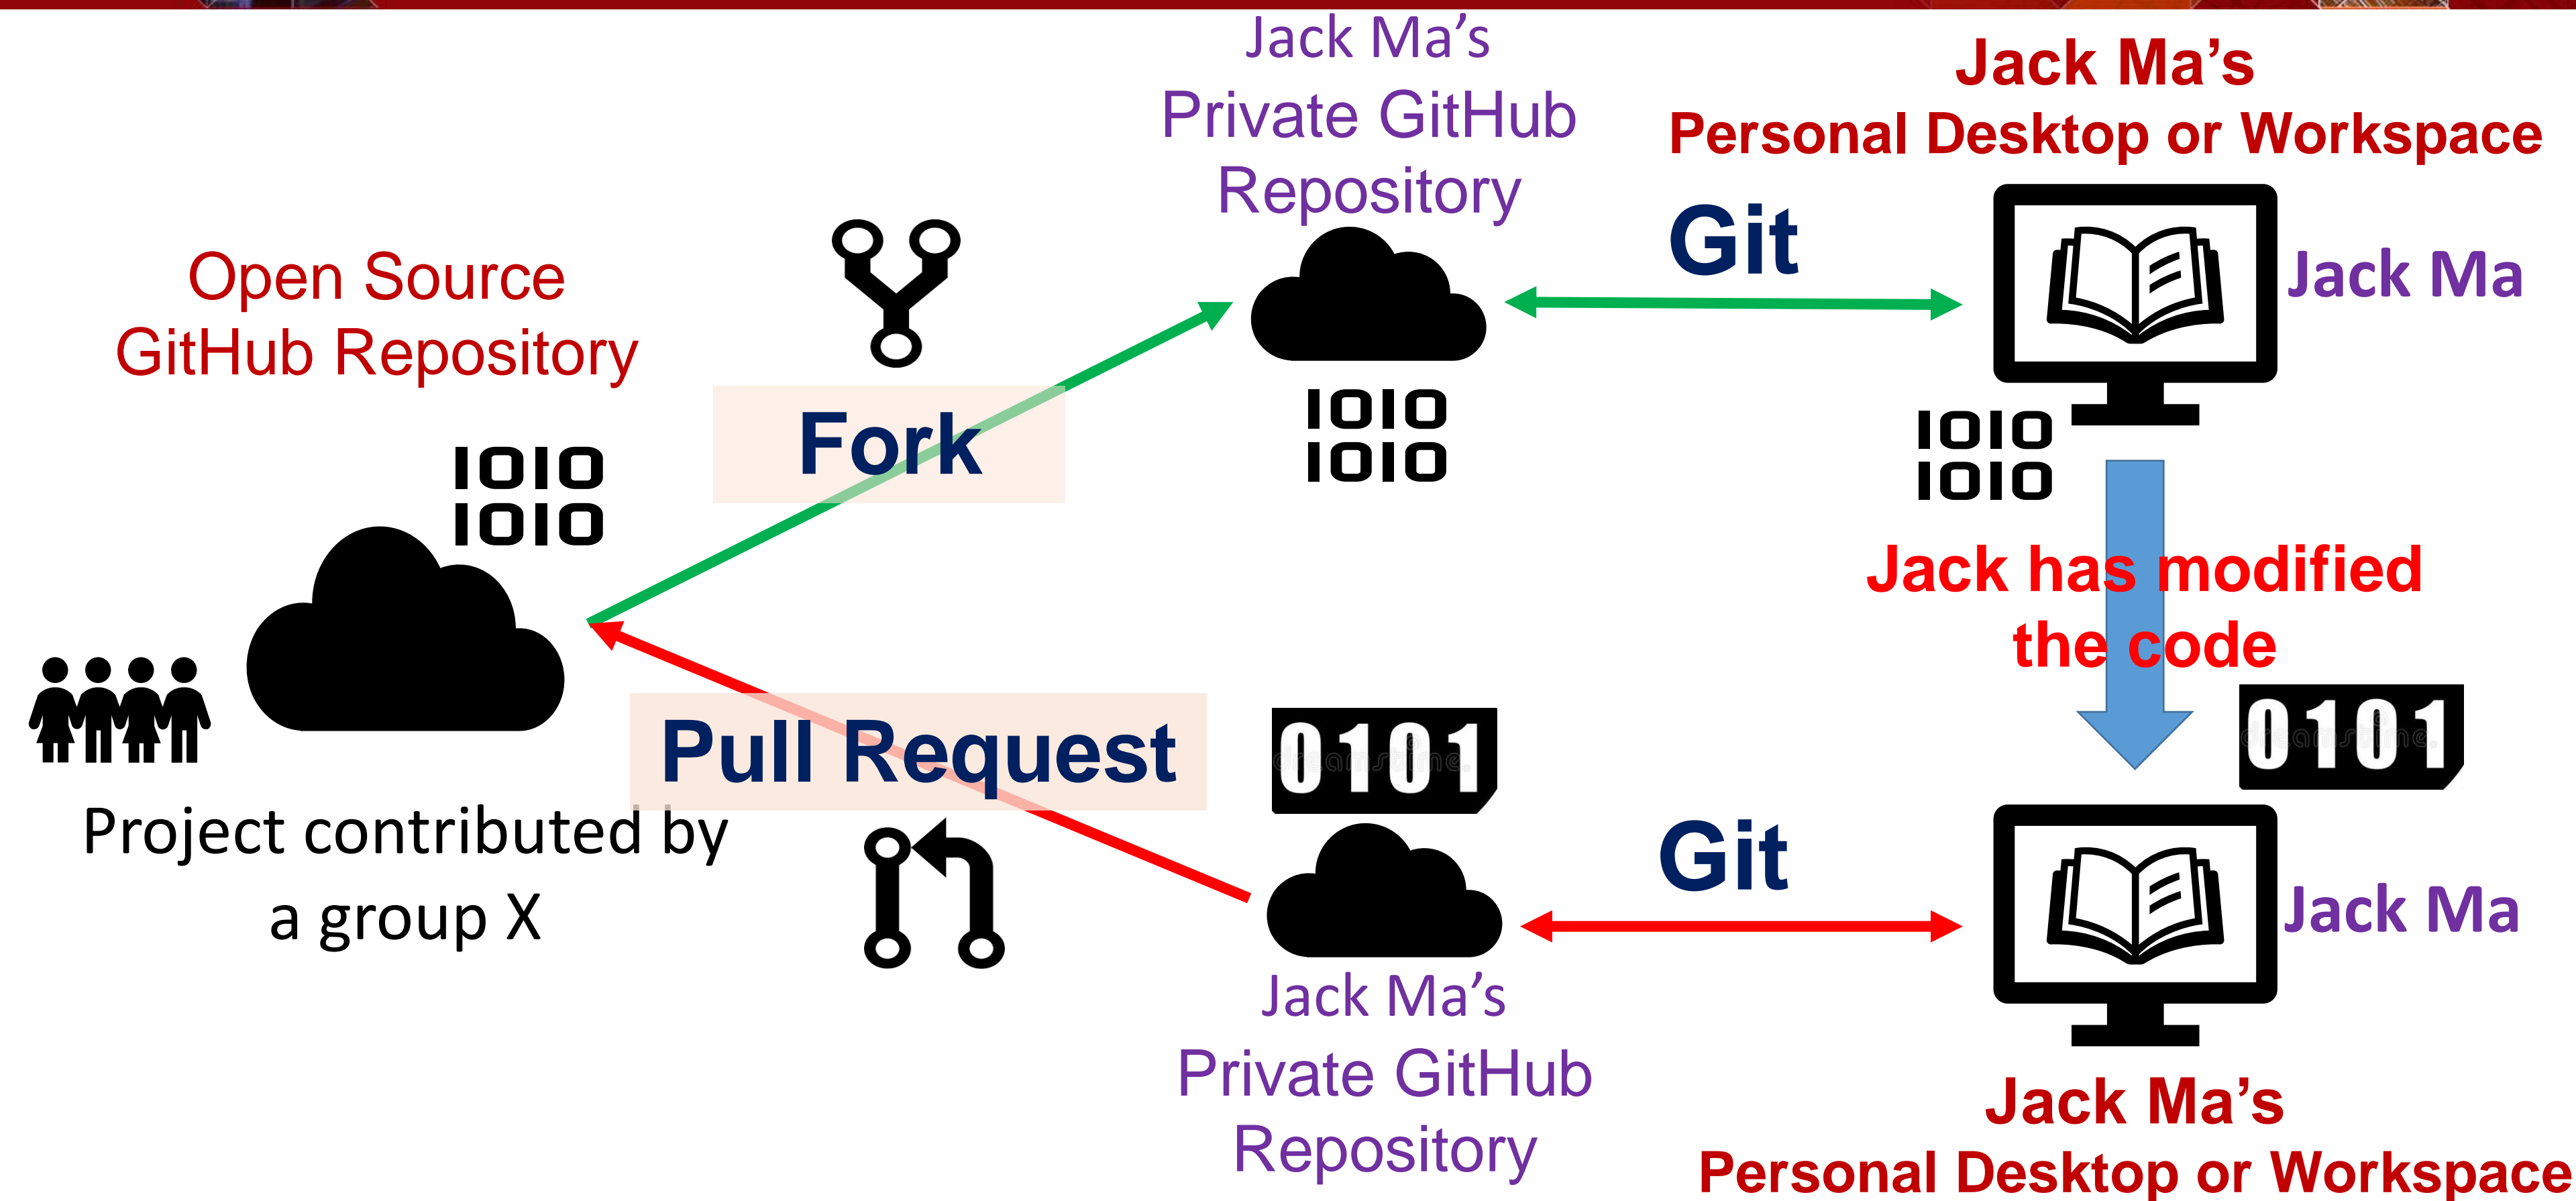 Jack Ma’s
Private GitHub
Repository
Jack Ma’s
Personal Desktop or Workspace
Open Source
GitHub Repository
Git
Jack Ma
Fork
1010
1010
1010
1010
1010
1010
Jack has modified
the code
Pull Request
0101
dreamstime.
0101
dreamstime.
Project contributed by
a group X
Git
Jack Ma
Jack Ma’s
Private GitHub
Repository
Jack Ma’s
Personal Desktop or Workspace